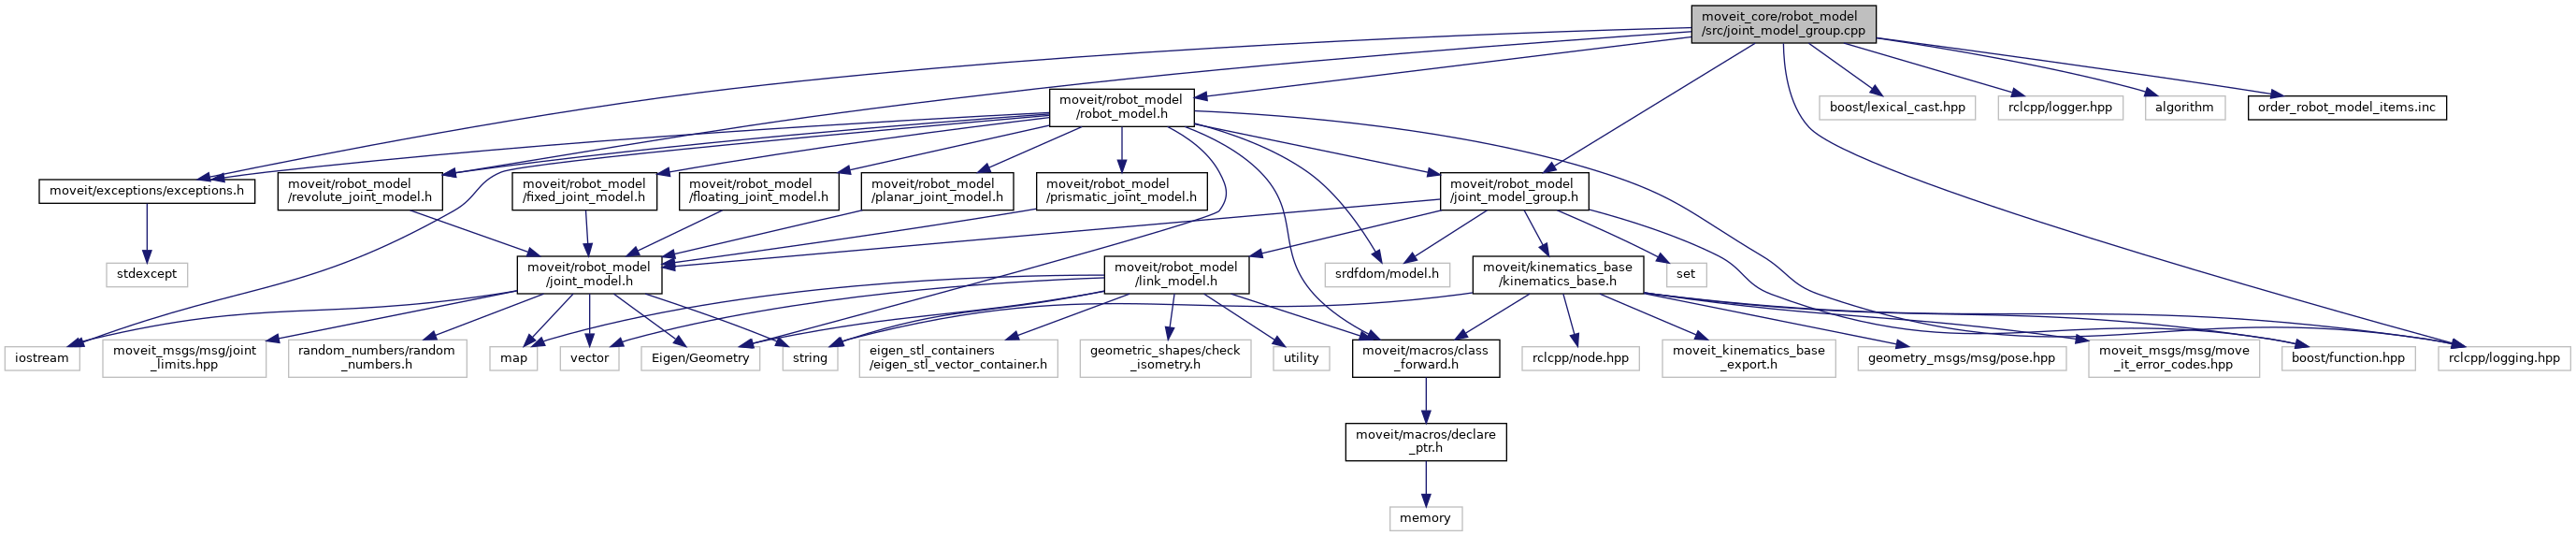 moveit_core/robot_model
/src/joint_model_group.cpp
moveit/robot_model
/robot_model.h
boost/lexical_cast.hpp
rclcpp/logger.hpp
algorithm
order_robot_model_items.inc
moveit/exceptions/exceptions.h
moveit/robot_model
/revolute_joint_model.h
moveit/robot_model
/fixed_joint_model.h
moveit/robot_model
/floating_joint_model.h
moveit/robot_model
/planar_joint_model.h
moveit/robot_model
/prismatic_joint_model.h
moveit/robot_model
/joint_model_group.h
stdexcept
moveit/robot_model
/joint_model.h
moveit/robot_model
/link_model.h
srdfdom/model.h
moveit/kinematics_base
/kinematics_base.h
set
iostream
moveit_msgs/msg/joint
_limits.hpp
random_numbers/random
_numbers.h
map
vector
Eigen/Geometry
string
eigen_stl_containers
/eigen_stl_vector_container.h
geometric_shapes/check
_isometry.h
utility
moveit/macros/class
_forward.h
rclcpp/node.hpp
moveit_kinematics_base
_export.h
geometry_msgs/msg/pose.hpp
moveit_msgs/msg/move
_it_error_codes.hpp
boost/function.hpp
rclcpp/logging.hpp
moveit/macros/declare
_ptr.h
memory